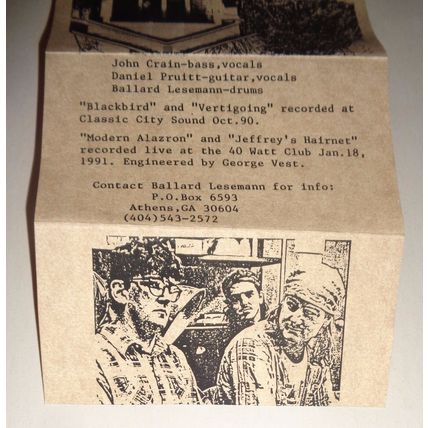 John Crain-bass,vocals
Daniel Pruitt-guitar,vocals
Ballard Lesemann-drums
"Blackbird" and "Vertigoing" recorded at
Classic City Sound Oct.90.
"Modern Alazron" and "Jeffrey's Hairnet"
recorded live at the 40 Watt Club Jan.18,
1991. Engineered by George Vest.
Contact Ballard Lesemann for info:
P.O.Box 6593
Athens,GA 30604
(404)543-2572